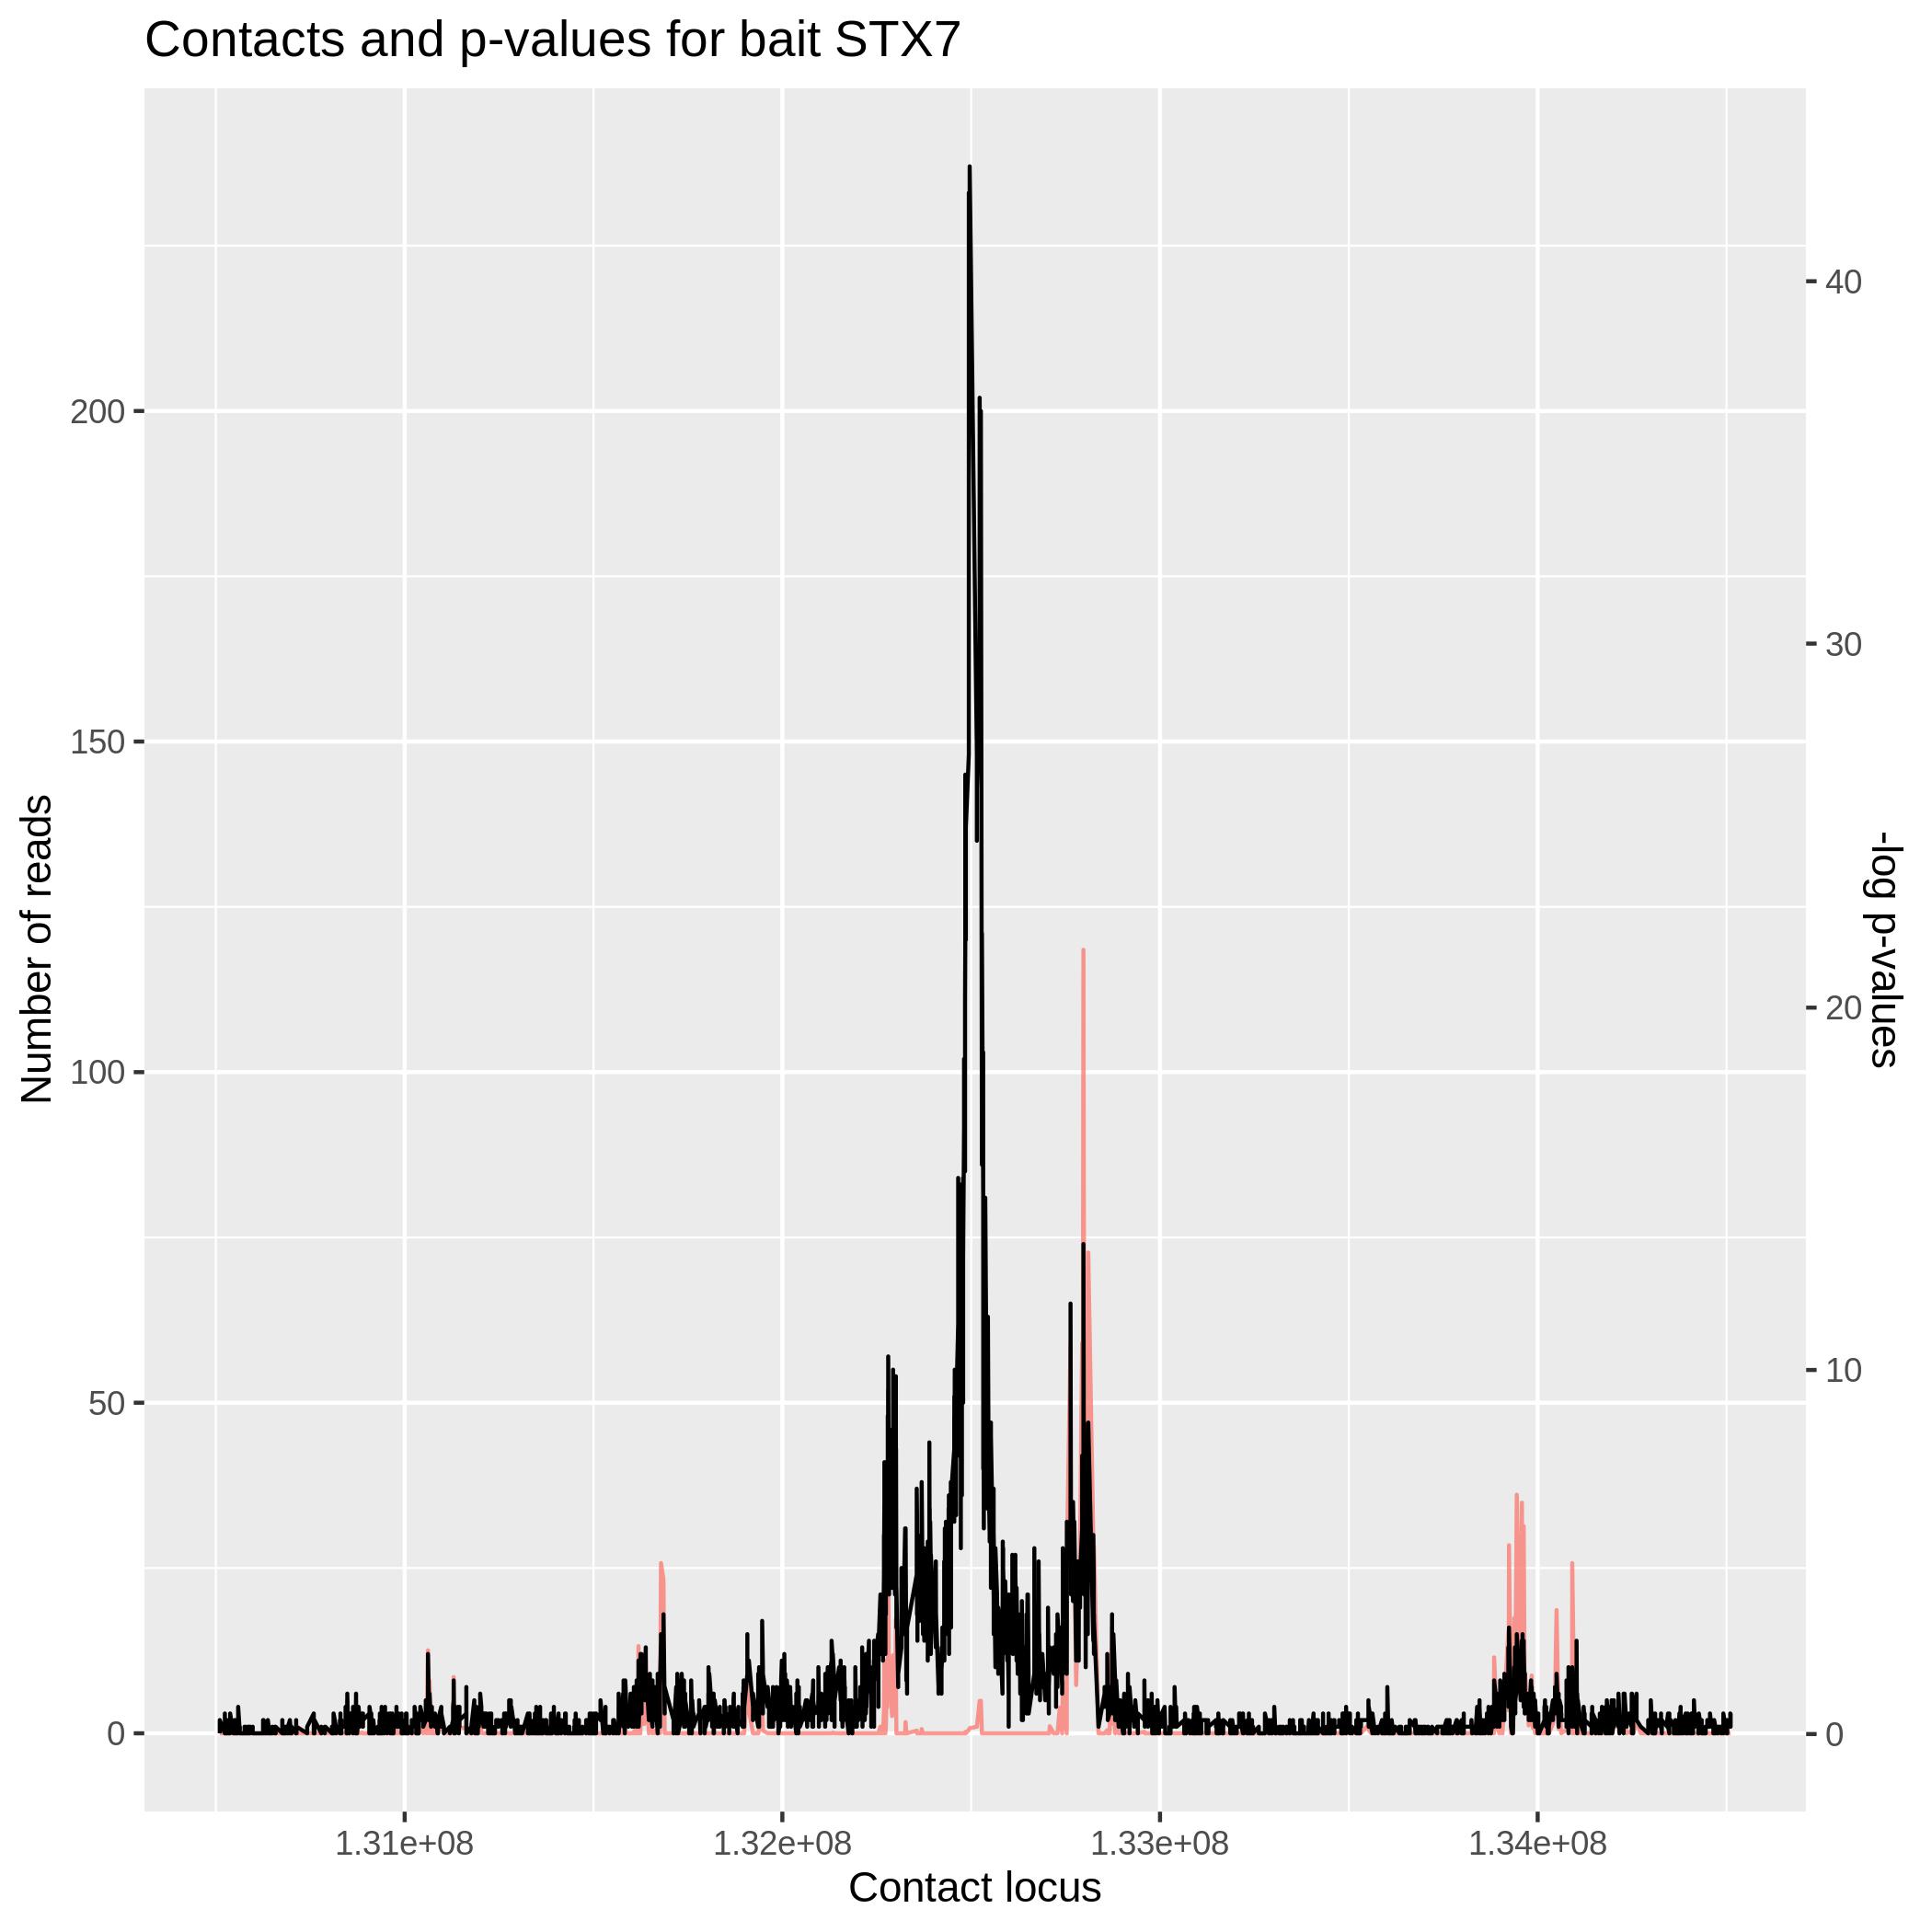 Contacts and p-values for bait STX7
Number of reads
200
150
100
50
0
40
30
20
10
0
-log p-values
1.31e+08
1.32e+08
1.33e+08
1.34e+08
Contact locus